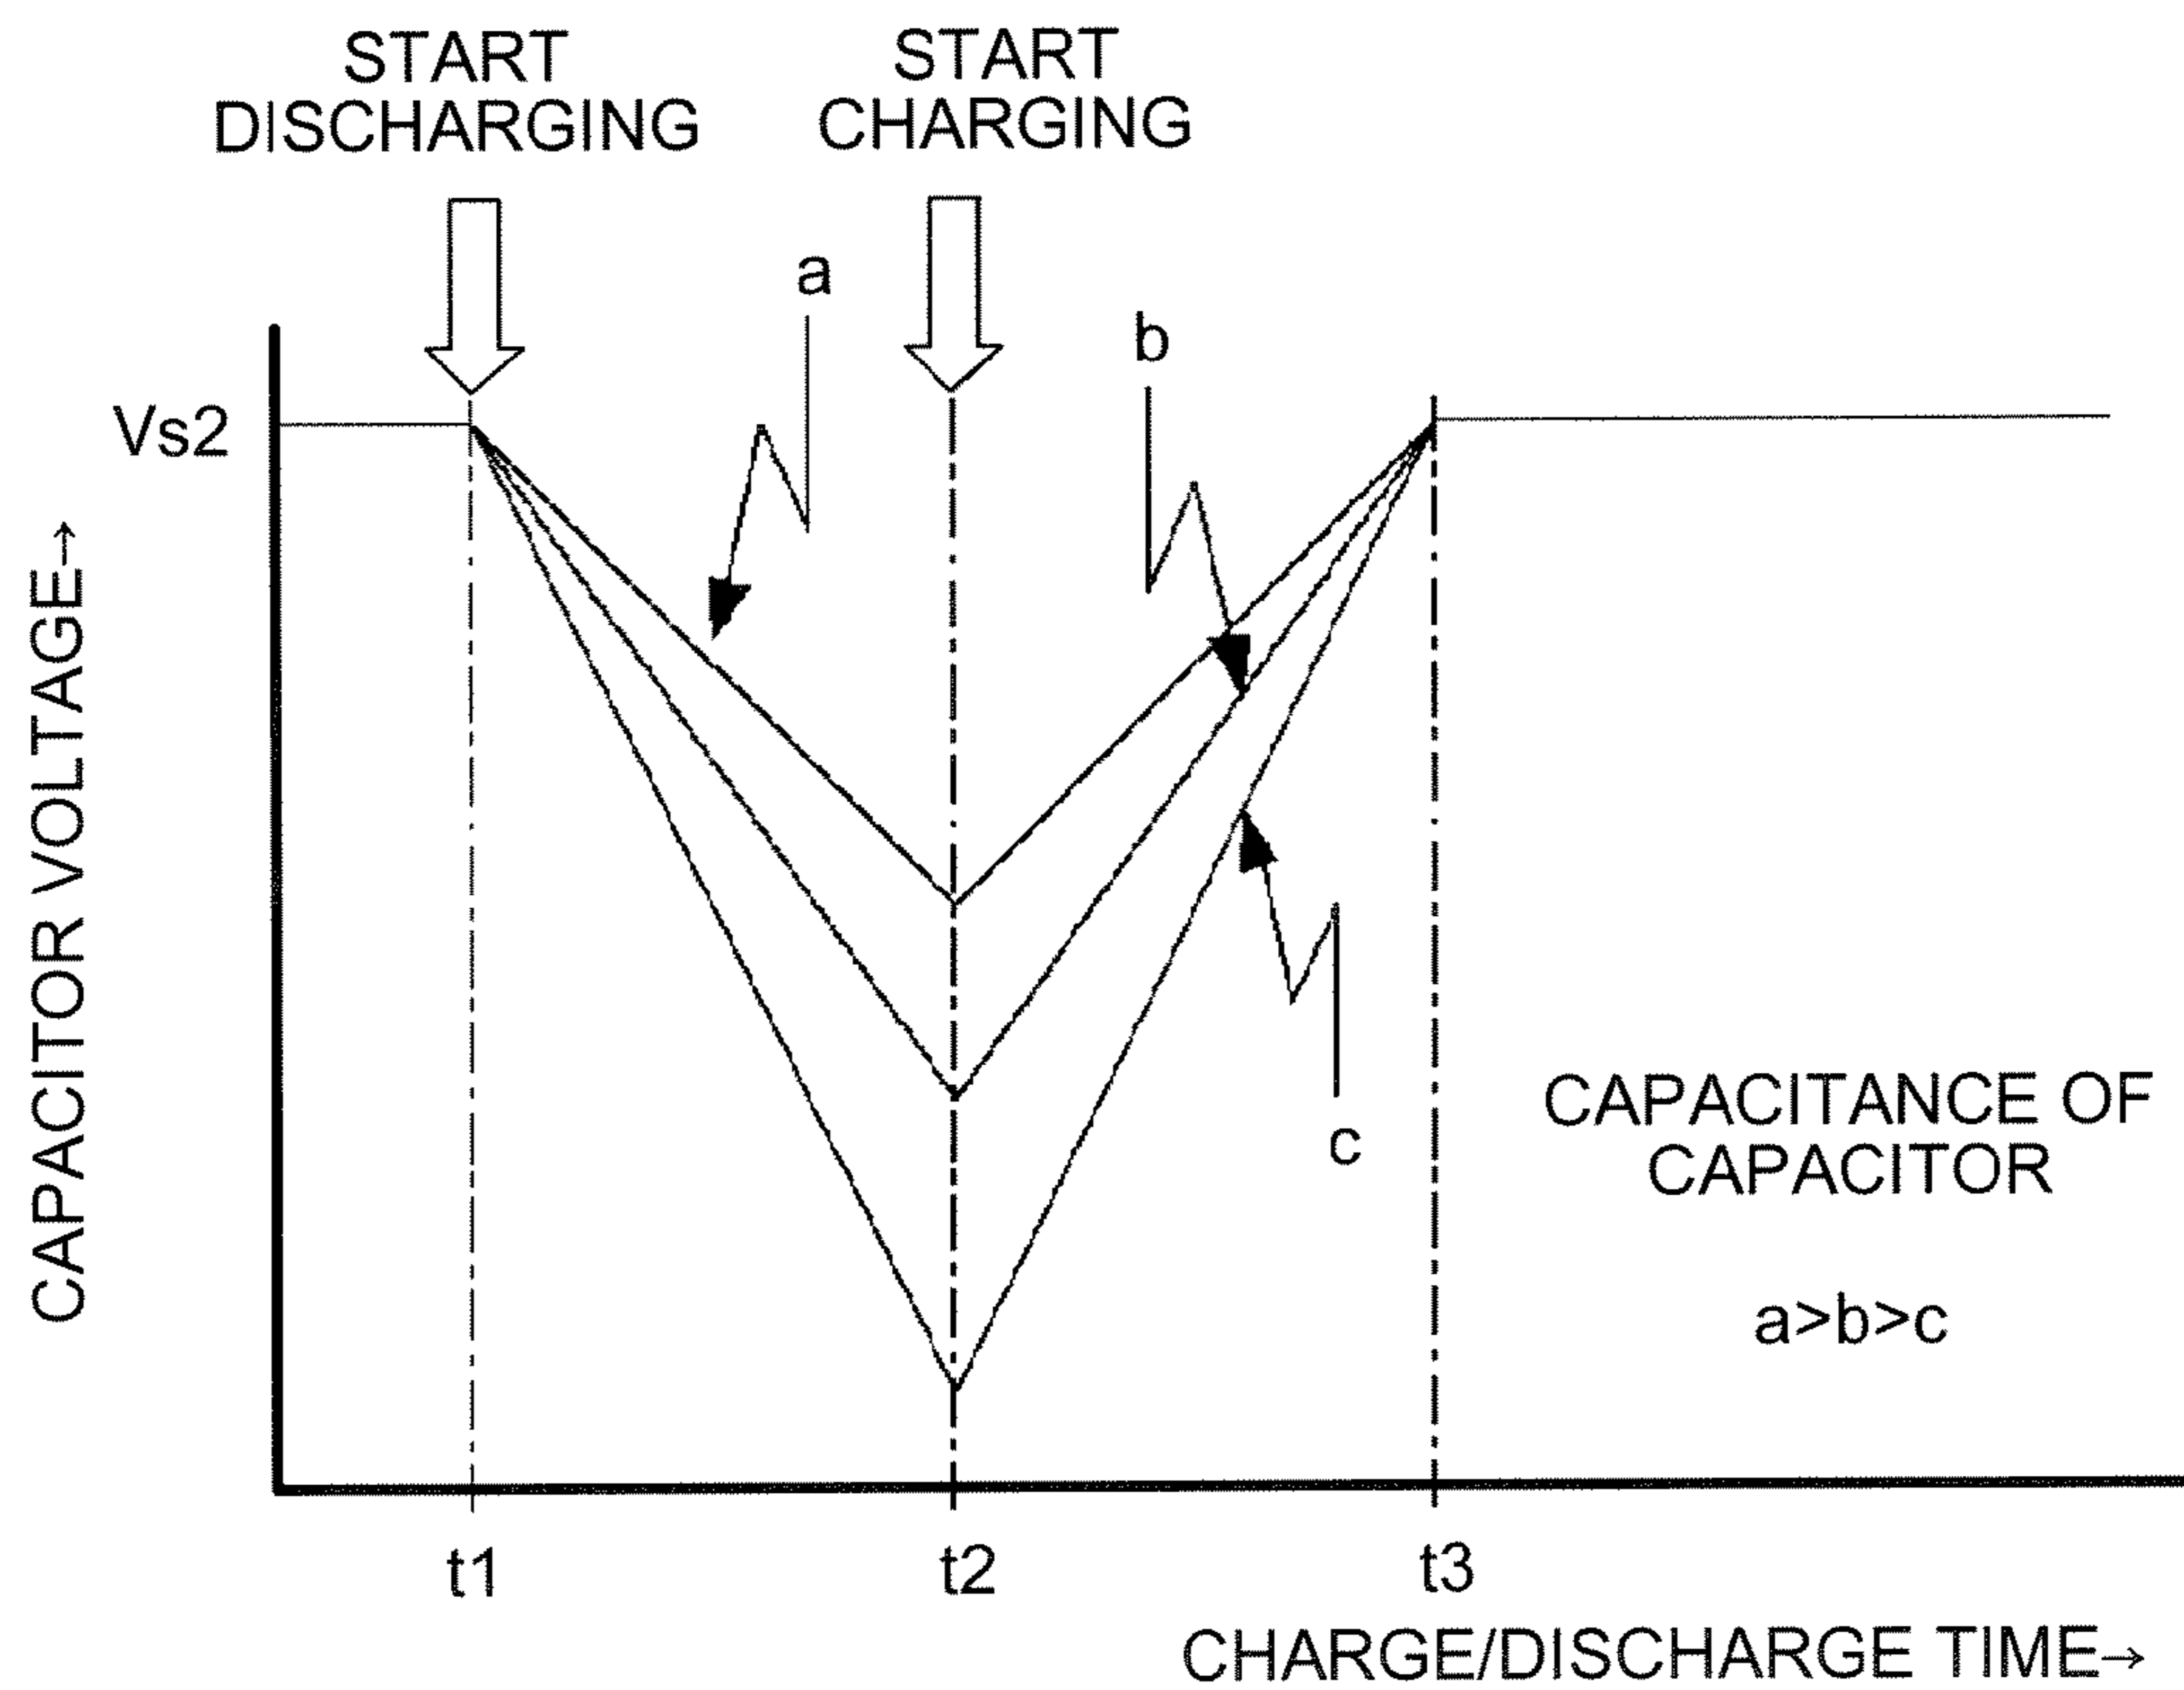 START
DISCHARGING
START
CHARGING
a
b
Vs2
CAPACITOR VOLTAGE→
c
CAPACITANCE OF
CAPACITOR
a>b>c
t1
t2
t3
CHARGE/DISCHARGE TIME→